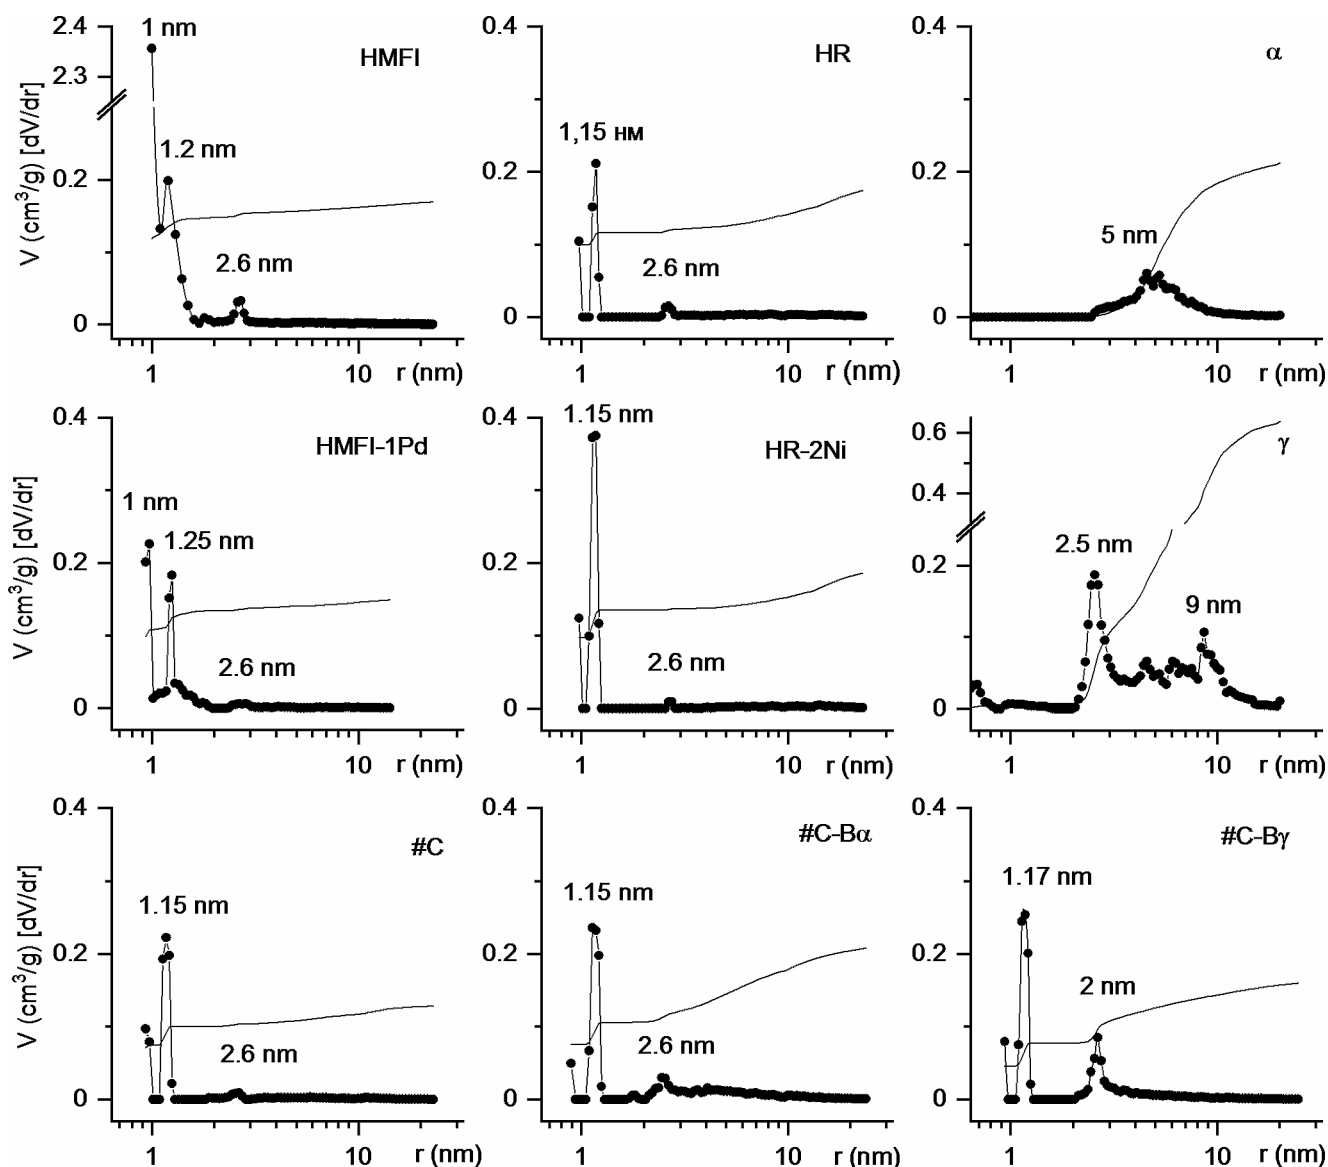 2.4
1 nm
HMFI
2.3
1.2 nm
0.2
2.6 nm
0
1
10
r (nm)
V (cm³/g) [dV/dr]
0.4
HR
1,15 нм
0.2
2.6 nm
0
1
10
r (nm)
0.4
α
0.2
5 nm
0
1
10
r (nm)
0.4
HMFI-1Pd
1 nm
1.25 nm
0.2
2.6 nm
0
1
10
r (nm)
V (cm³/g) [dV/dr]
0.4
1.15 nm
HR-2Ni
0.2
2.6 nm
0
1
10
r (nm)
0.6
γ
0.4
2.5 nm
0.2
9 nm
0
1
10
r (nm)
0.4
#C
1.15 nm
0.2
2.6 nm
0
1
10
r (nm)
V (cm³/g) [dV/dr]
0.4
#C-Bα
1.15 nm
0.2
2.6 nm
0
1
10
r (nm)
0.4
#C-Bγ
1.17 nm
0.2
2 nm
0
1
10
r (nm)